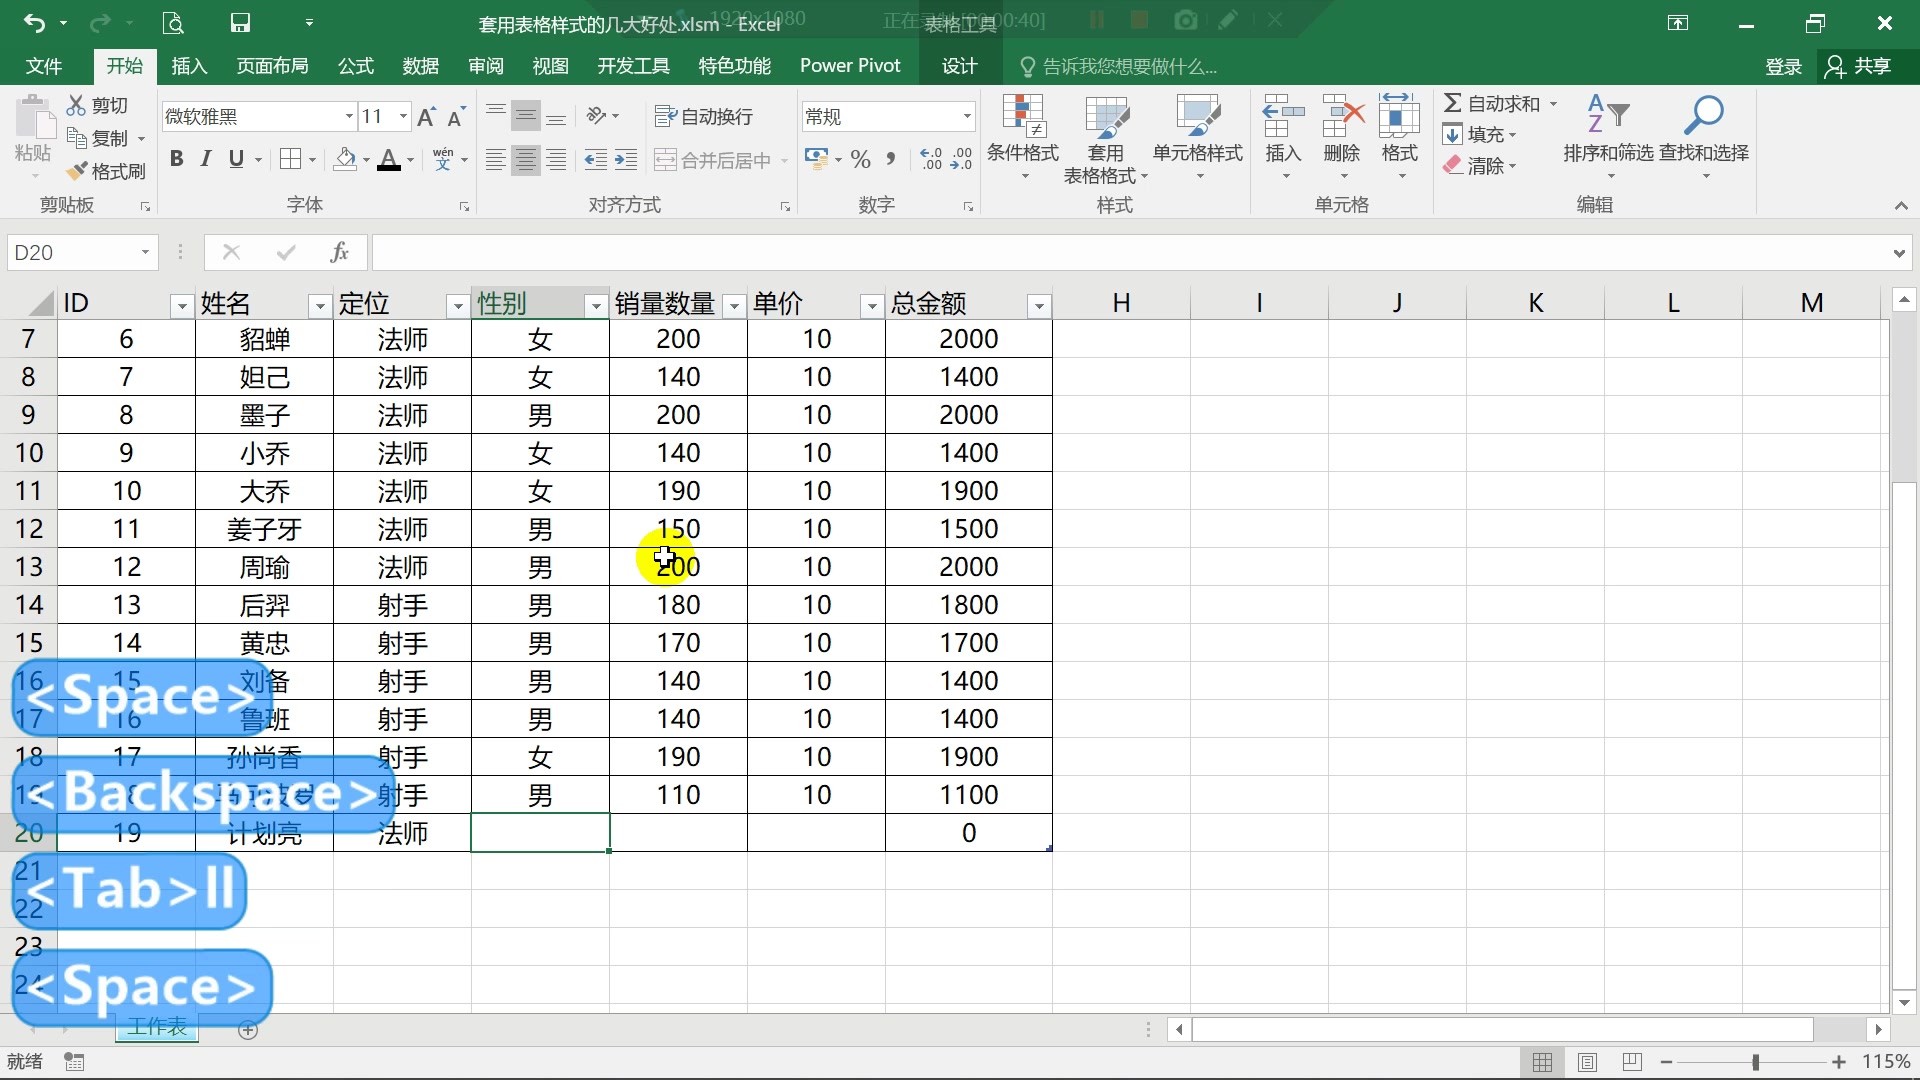 套用表格样式的几大好处.xlsm - Excel
1920x1080
正在录制 [00:00:40]
表格工具
文件 开始 插入 页面布局 公式 数据 审阅 视图 开发工具 特色功能 Power Pivot 设计 告诉我您想要做什么... 登录 共享
粘贴 剪切 复制 格式刷 剪贴板
微软雅黑 11 B I U A wén 文 字体
自动换行 合并后居中 对齐方式
常规 % , .00 数字
条件格式 套用 表格格式 单元格样式 样式
插入 删除 格式 单元格
自动求和 填充 清除 排序和筛选 查找和选择 编辑
D20 fx
ID 姓名 定位 性别 销量数量 单价 总金额 H I J K L M
7 6 貂蝉 法师 女 200 10 2000
8 7 妲己 法师 女 140 10 1400
9 8 墨子 法师 男 200 10 2000
10 9 小乔 法师 女 140 10 1400
11 10 大乔 法师 女 190 10 1900
12 11 姜子牙 法师 男 150 10 1500
13 12 周瑜 法师 男 200 10 2000
14 13 后羿 射手 男 180 10 1800
15 14 黄忠 射手 男 170 10 1700
16 15 刘备 射手 男 140 10 1400
<Space>
17 16 鲁班 射手 男 140 10 1400
18 17 孙尚香 射手 女 190 10 1900
<Backspace>
19 射手 男 110 10 1100
20 19 计划亮 法师 0
21
<Tab>ll
22
23
24
<Space>
工作表
就绪 115%